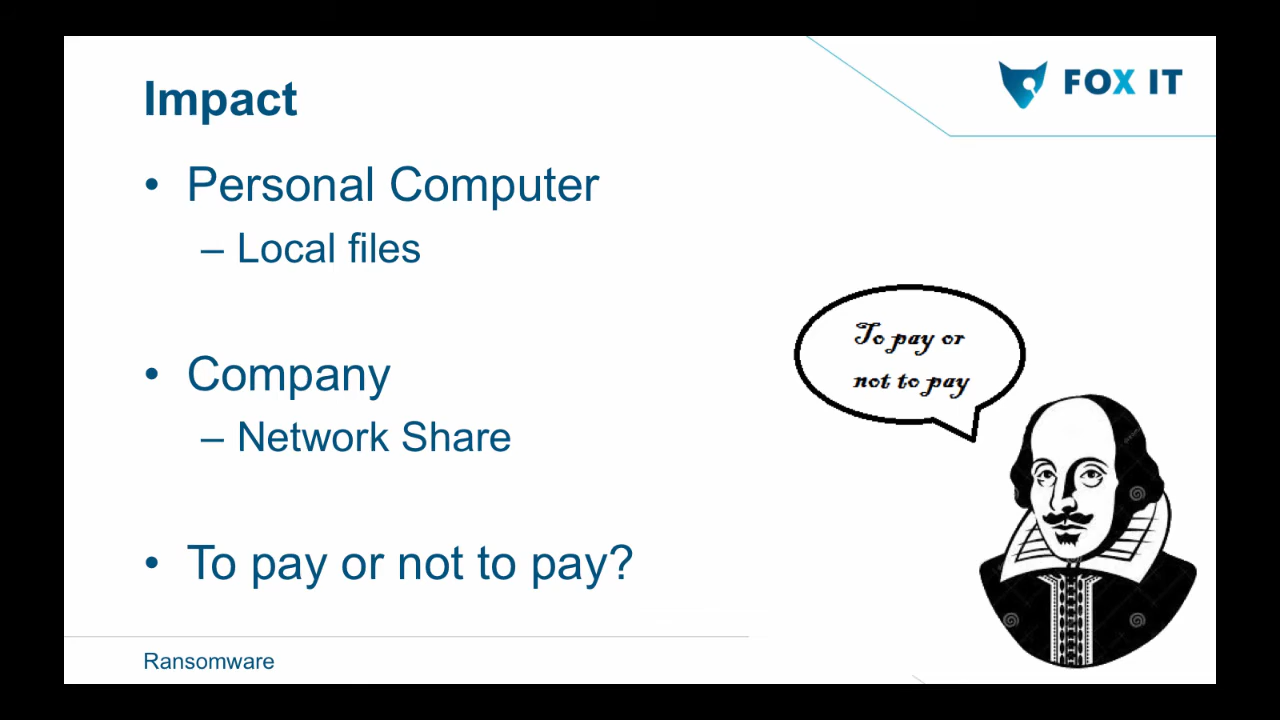 FOX IT
Impact
• Personal Computer
– Local files
• Company
– Network Share
• To pay or not to pay?
To pay or
not to pay
Ransomware